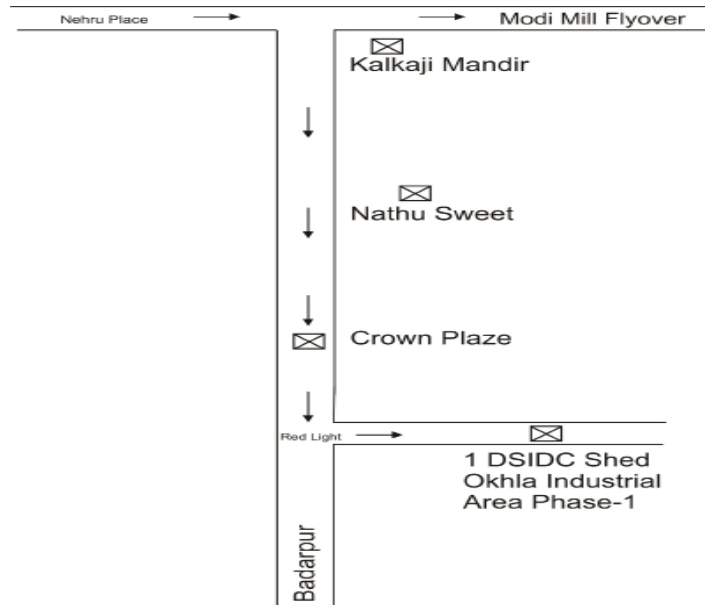 Nehru Place
Modi Mill Flyover
Kalkaji Mandir
Nathu Sweet
Crown Plaze
Red Light
1 DSIDC Shed
Okhla Industrial
Area Phase-1
Badarpur